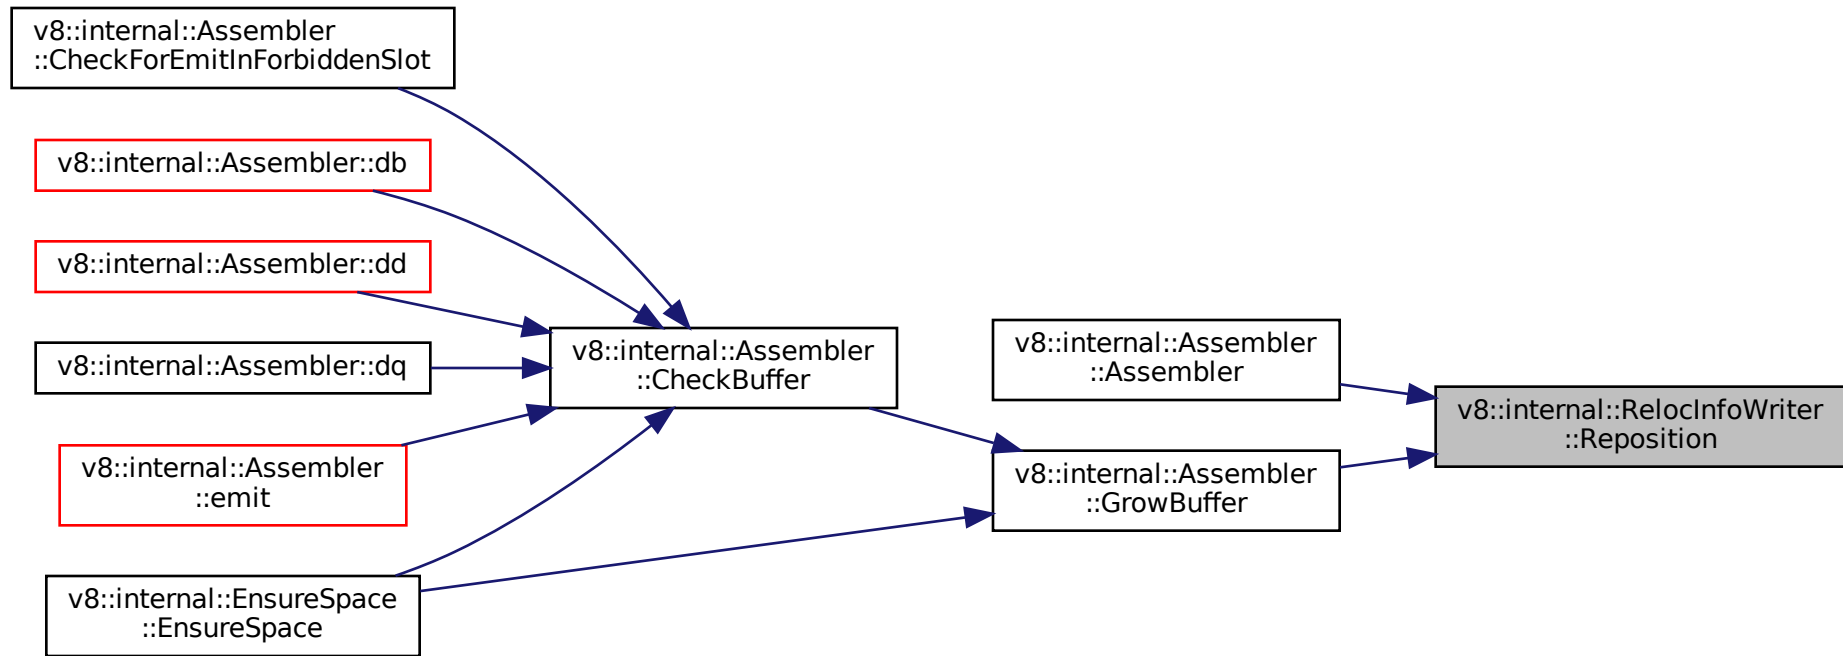 v8::internal::Assembler
::CheckForEmitInForbiddenSlot
v8::internal::Assembler::db
v8::internal::Assembler::dd
v8::internal::Assembler::dq
v8::internal::Assembler
::emit
v8::internal::EnsureSpace
::EnsureSpace
v8::internal::Assembler
::CheckBuffer
v8::internal::Assembler
::Assembler
v8::internal::Assembler
::GrowBuffer
v8::internal::RelocInfoWriter
::Reposition